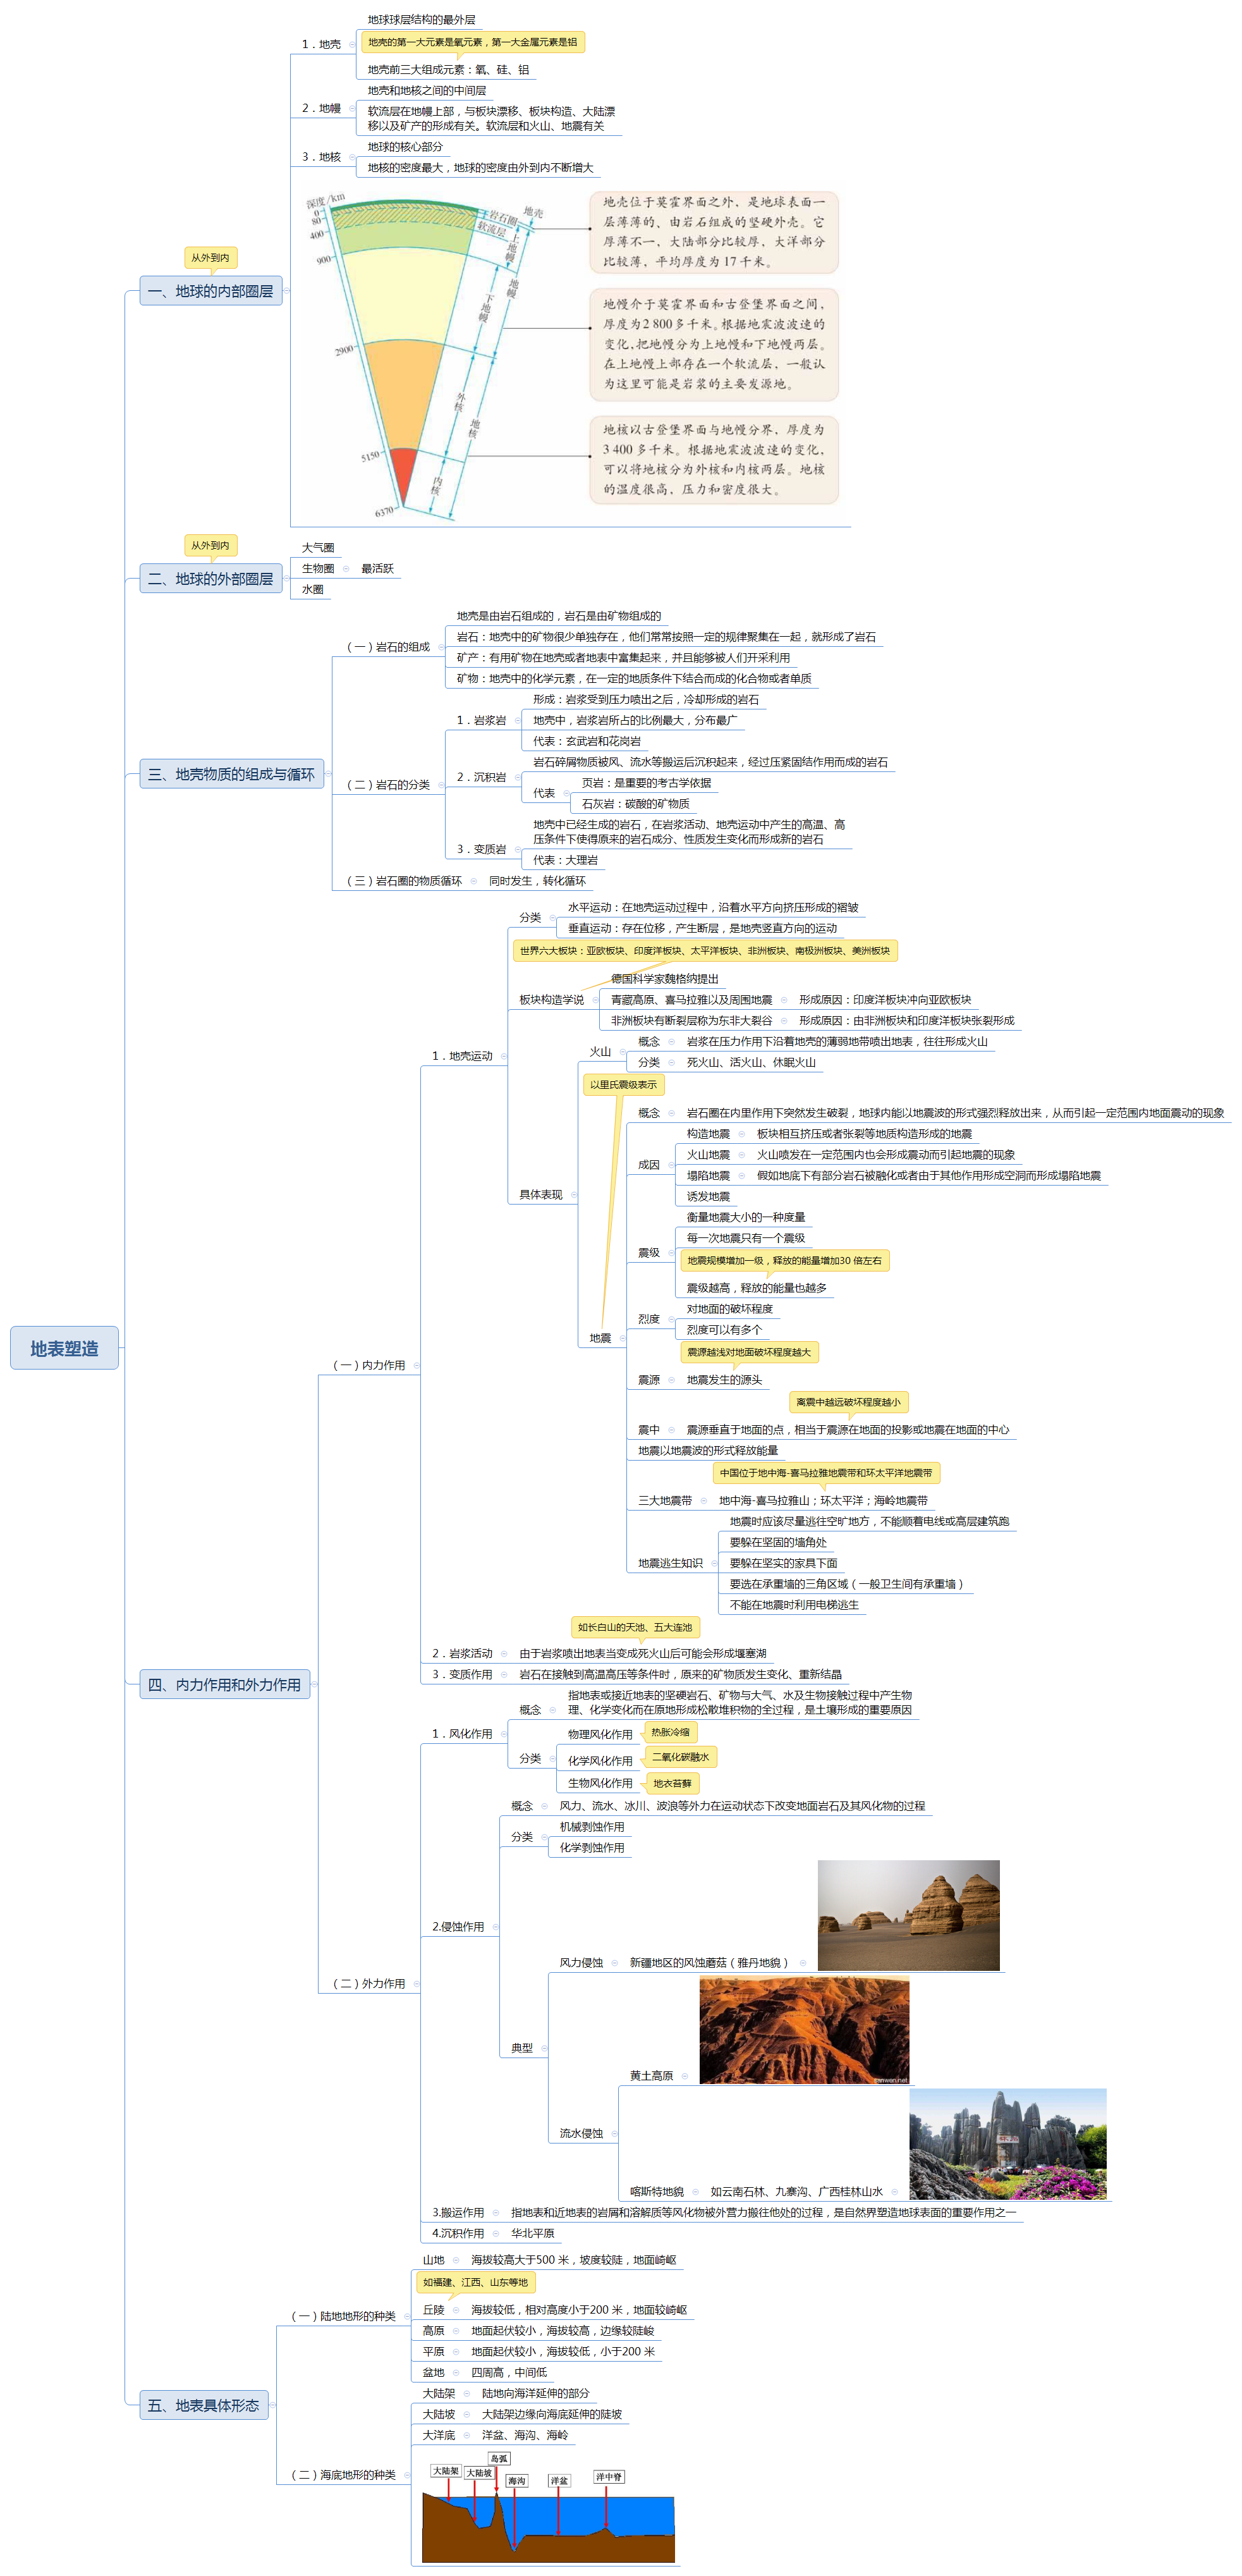 地表塑造
从外到内
一、地球的内部圈层
1．地壳
地球球层结构的最外层
地壳的第一大元素是氧元素，第一大金属元素是铝
地壳前三大组成元素：氧、硅、铝
2．地幔
地壳和地核之间的中间层
软流层在地幔上部，与板块漂移、板块构造、大陆漂
移以及矿产的形成有关。软流层和火山、地震有关
3．地核
地球的核心部分
地核的密度最大，地球的密度由外到内不断增大
深度/km
0
80
400
900
2900
5150
6370
岩石圈
软流层
地壳
上地幔
下地幔
地幔
外核
地核
内核
地壳位于莫霍界面之外，是地球表面一
层薄薄的、由岩石组成的坚硬外壳。它
厚薄不一，大陆部分比较厚，大洋部分
比较薄，平均厚度为17千米。
地幔介于莫霍界面和古登堡界面之间，
厚度为2 800多千米。根据地震波波速的
变化，把地幔分为上地幔和下地幔两层。
在上地幔上部存在一个软流层，一般认
为这里可能是岩浆的主要发源地。
地核以古登堡界面与地幔分界，厚度为
3 400多千米。根据地震波波速的变化，
可以将地核分为外核和内核两层。地核
的温度很高，压力和密度很大。
从外到内
二、地球的外部圈层
大气圈
生物圈
最活跃
水圈
三、地壳物质的组成与循环
（一）岩石的组成
地壳是由岩石组成的，岩石是由矿物组成的
岩石：地壳中的矿物很少单独存在，他们常常按照一定的规律聚集在一起，就形成了岩石
矿产：有用矿物在地壳或者地表中富集起来，并且能够被人们开采利用
矿物：地壳中的化学元素，在一定的地质条件下结合而成的化合物或者单质
（二）岩石的分类
1．岩浆岩
形成：岩浆受到压力喷出之后，冷却形成的岩石
地壳中，岩浆岩所占的比例最大，分布最广
代表：玄武岩和花岗岩
2．沉积岩
岩石碎屑物质被风、流水等搬运后沉积起来，经过压紧固结作用而成的岩石
代表
页岩：是重要的考古学依据
石灰岩：碳酸的矿物质
3．变质岩
地壳中已经生成的岩石，在岩浆活动、地壳运动中产生的高温、高
压条件下使得原来的岩石成分、性质发生变化而形成新的岩石
代表：大理岩
（三）岩石圈的物质循环
同时发生，转化循环
四、内力作用和外力作用
（一）内力作用
1．地壳运动
分类
水平运动：在地壳运动过程中，沿着水平方向挤压形成的褶皱
垂直运动：存在位移，产生断层，是地壳竖直方向的运动
世界六大板块：亚欧板块、印度洋板块、太平洋板块、非洲板块、南极洲板块、美洲板块
板块构造学说
德国科学家魏格纳提出
青藏高原、喜马拉雅以及周围地震
形成原因：印度洋板块冲向亚欧板块
非洲板块有断裂层称为东非大裂谷
形成原因：由非洲板块和印度洋板块张裂形成
具体表现
火山
概念
岩浆在压力作用下沿着地壳的薄弱地带喷出地表，往往形成火山
分类
死火山、活火山、休眠火山
以里氏震级表示
地震
概念
岩石圈在内里作用下突然发生破裂，地球内能以地震波的形式强烈释放出来，从而引起一定范围内地面震动的现象
成因
构造地震
板块相互挤压或者张裂等地质构造形成的地震
火山地震
火山喷发在一定范围内也会形成震动而引起地震的现象
塌陷地震
假如地底下有部分岩石被融化或者由于其他作用形成空洞而形成塌陷地震
诱发地震
震级
衡量地震大小的一种度量
每一次地震只有一个震级
地震规模增加一级，释放的能量增加30 倍左右
震级越高，释放的能量也越多
烈度
对地面的破坏程度
烈度可以有多个
震源越浅对地面破坏程度越大
震源
地震发生的源头
离震中越远破坏程度越小
震中
震源垂直于地面的点，相当于震源在地面的投影或地震在地面的中心
地震以地震波的形式释放能量
中国位于地中海-喜马拉雅地震带和环太平洋地震带
三大地震带
地中海-喜马拉雅山；环太平洋；海岭地震带
地震逃生知识
地震时应该尽量逃往空旷地方，不能顺着电线或高层建筑跑
要躲在坚固的墙角处
要躲在坚实的家具下面
要选在承重墙的三角区域（一般卫生间有承重墙）
不能在地震时利用电梯逃生
如长白山的天池、五大连池
2．岩浆活动
由于岩浆喷出地表当变成死火山后可能会形成堰塞湖
3．变质作用
岩石在接触到高温高压等条件时，原来的矿物质发生变化、重新结晶
（二）外力作用
1．风化作用
概念
指地表或接近地表的坚硬岩石、矿物与大气、水及生物接触过程中产生物
理、化学变化而在原地形成松散堆积物的全过程，是土壤形成的重要原因
分类
物理风化作用
热胀冷缩
化学风化作用
二氧化碳融水
生物风化作用
地衣苔藓
2.侵蚀作用
概念
风力、流水、冰川、波浪等外力在运动状态下改变地面岩石及其风化物的过程
分类
机械剥蚀作用
化学剥蚀作用
典型
风力侵蚀
新疆地区的风蚀蘑菇（雅丹地貌）
流水侵蚀
黄土高原
喀斯特地貌
如云南石林、九寨沟、广西桂林山水
3.搬运作用
指地表和近地表的岩屑和溶解质等风化物被外营力搬往他处的过程，是自然界塑造地球表面的重要作用之一
4.沉积作用
华北平原
五、地表具体形态
（一）陆地地形的种类
山地
海拔较高大于500 米，坡度较陡，地面崎岖
如福建、江西、山东等地
丘陵
海拔较低，相对高度小于200 米，地面较崎岖
高原
地面起伏较小，海拔较高，边缘较陡峻
平原
地面起伏较小，海拔较低，小于200 米
盆地
四周高，中间低
（二）海底地形的种类
大陆架
陆地向海洋延伸的部分
大陆坡
大陆架边缘向海底延伸的陡坡
大洋底
洋盆、海沟、海岭
大陆架
大陆坡
岛弧
海沟
洋盆
洋中脊